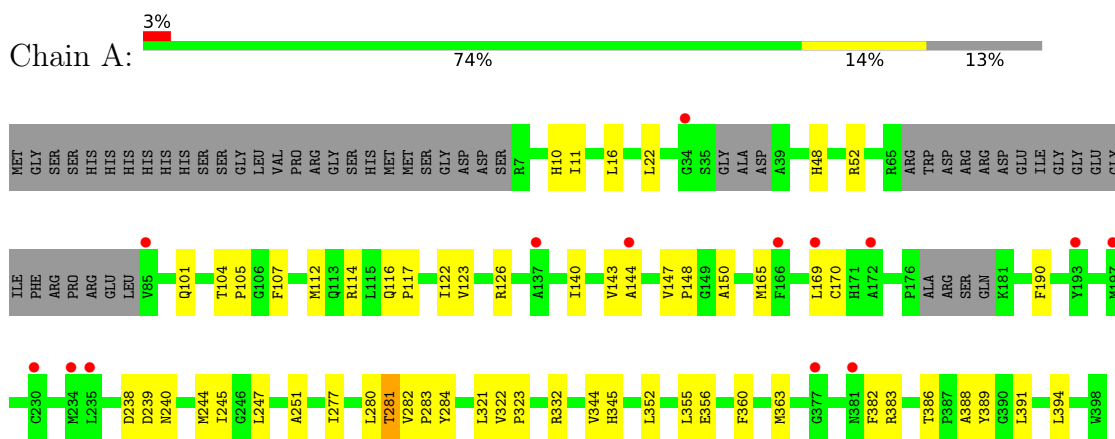 3%
Chain A:
74% 14% 13%
MET GLY SER SER HIS HIS HIS HIS HIS HIS SER SER GLY LEU VAL PRO ARG GLY SER HIS MET MET SER GLY ASP ASP SER R7 H10 I11 L16 L22 G34 S35 GLY ALA ASP A39 H48 R52 R65 ARG TRP ASP ARG ARG ASP GLU ILE GLY GLY GLU GLY
ILE PHE ARG PRO ARG GLU LEU V85 Q101 T104 P105 G106 F107 M112 Q113 R114 L115 Q116 P117 I122 V123 R126 A137 I140 V143 A144 V147 P148 G149 A150 M165 F166 L169 C170 H171 A172 P176 ALA ARG SER GLN K181 F190 Y193 M197
C230 M234 L235 D238 D239 N240 M244 I245 G246 L247 A251 I277 L280 T281 V282 P283 Y284 L321 V322 P323 R332 V344 H345 L352 L355 E356 F360 M363 G377 N381 F382 R383 T386 P387 A388 Y389 G390 L391 L394 W398